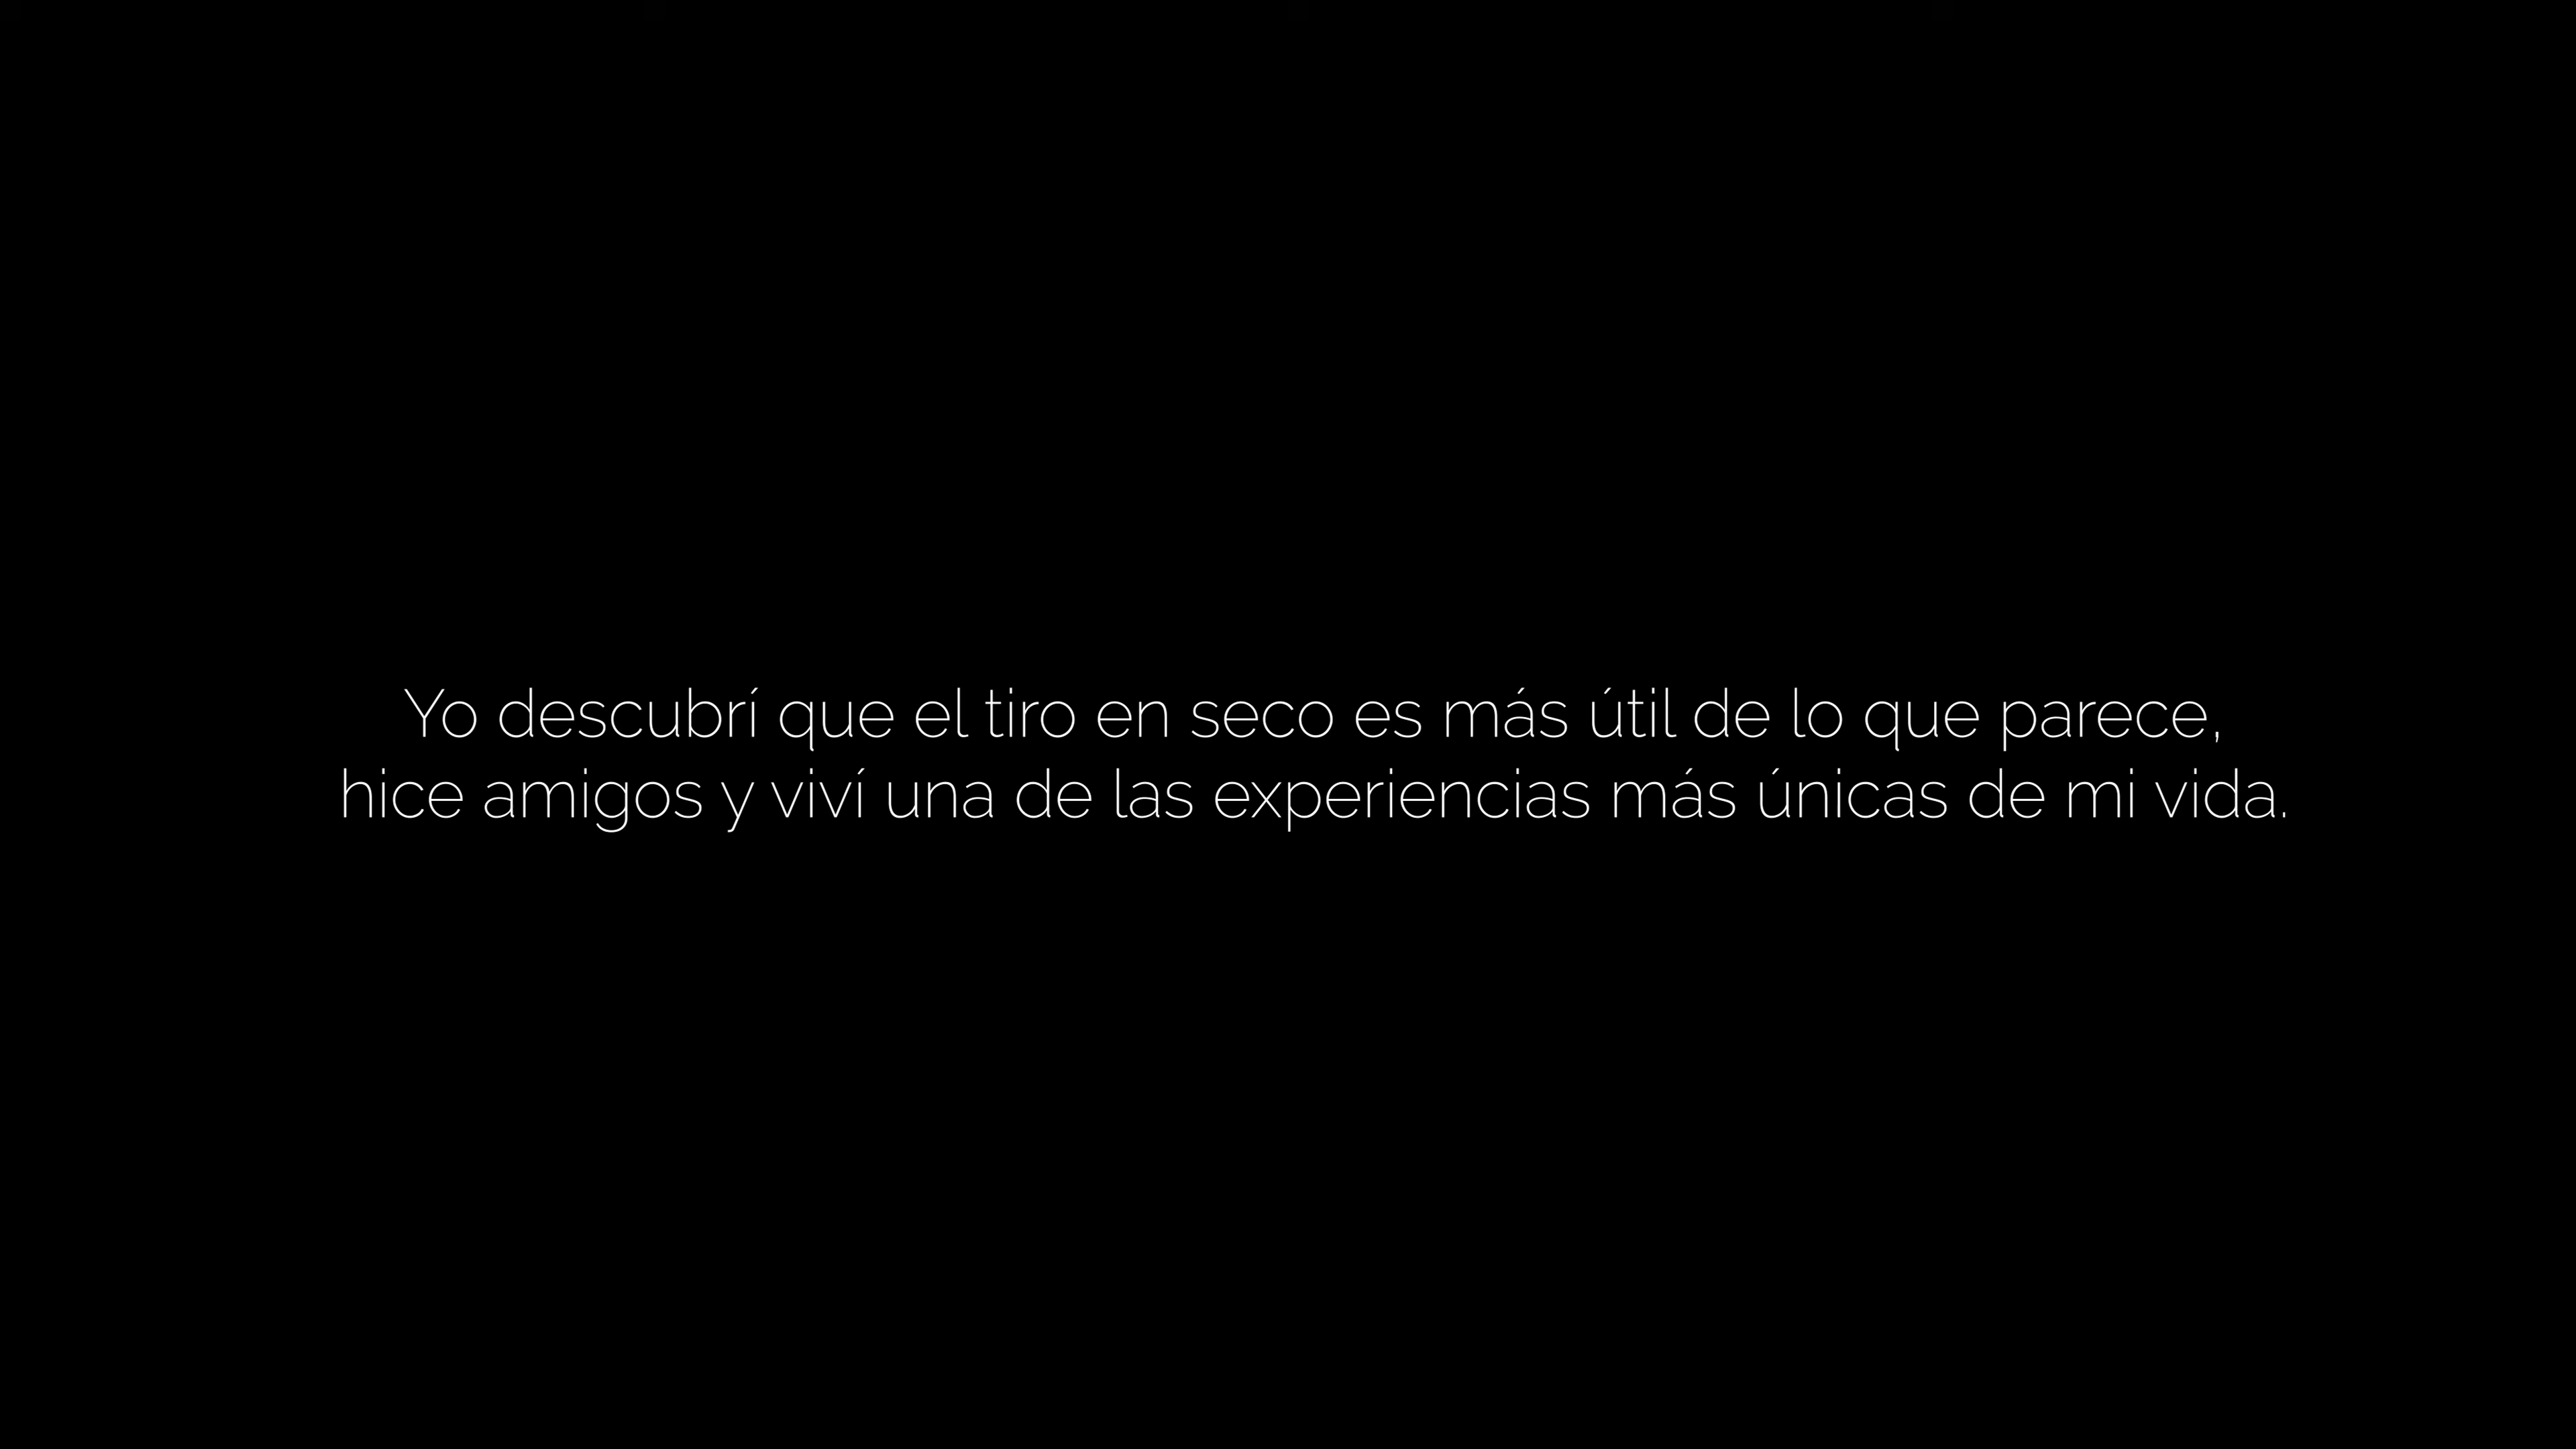 Yo descubrí que el tiro en seco es más útil de lo que parece,
hice amigos y viví una de las experiencias más únicas de mi vida.